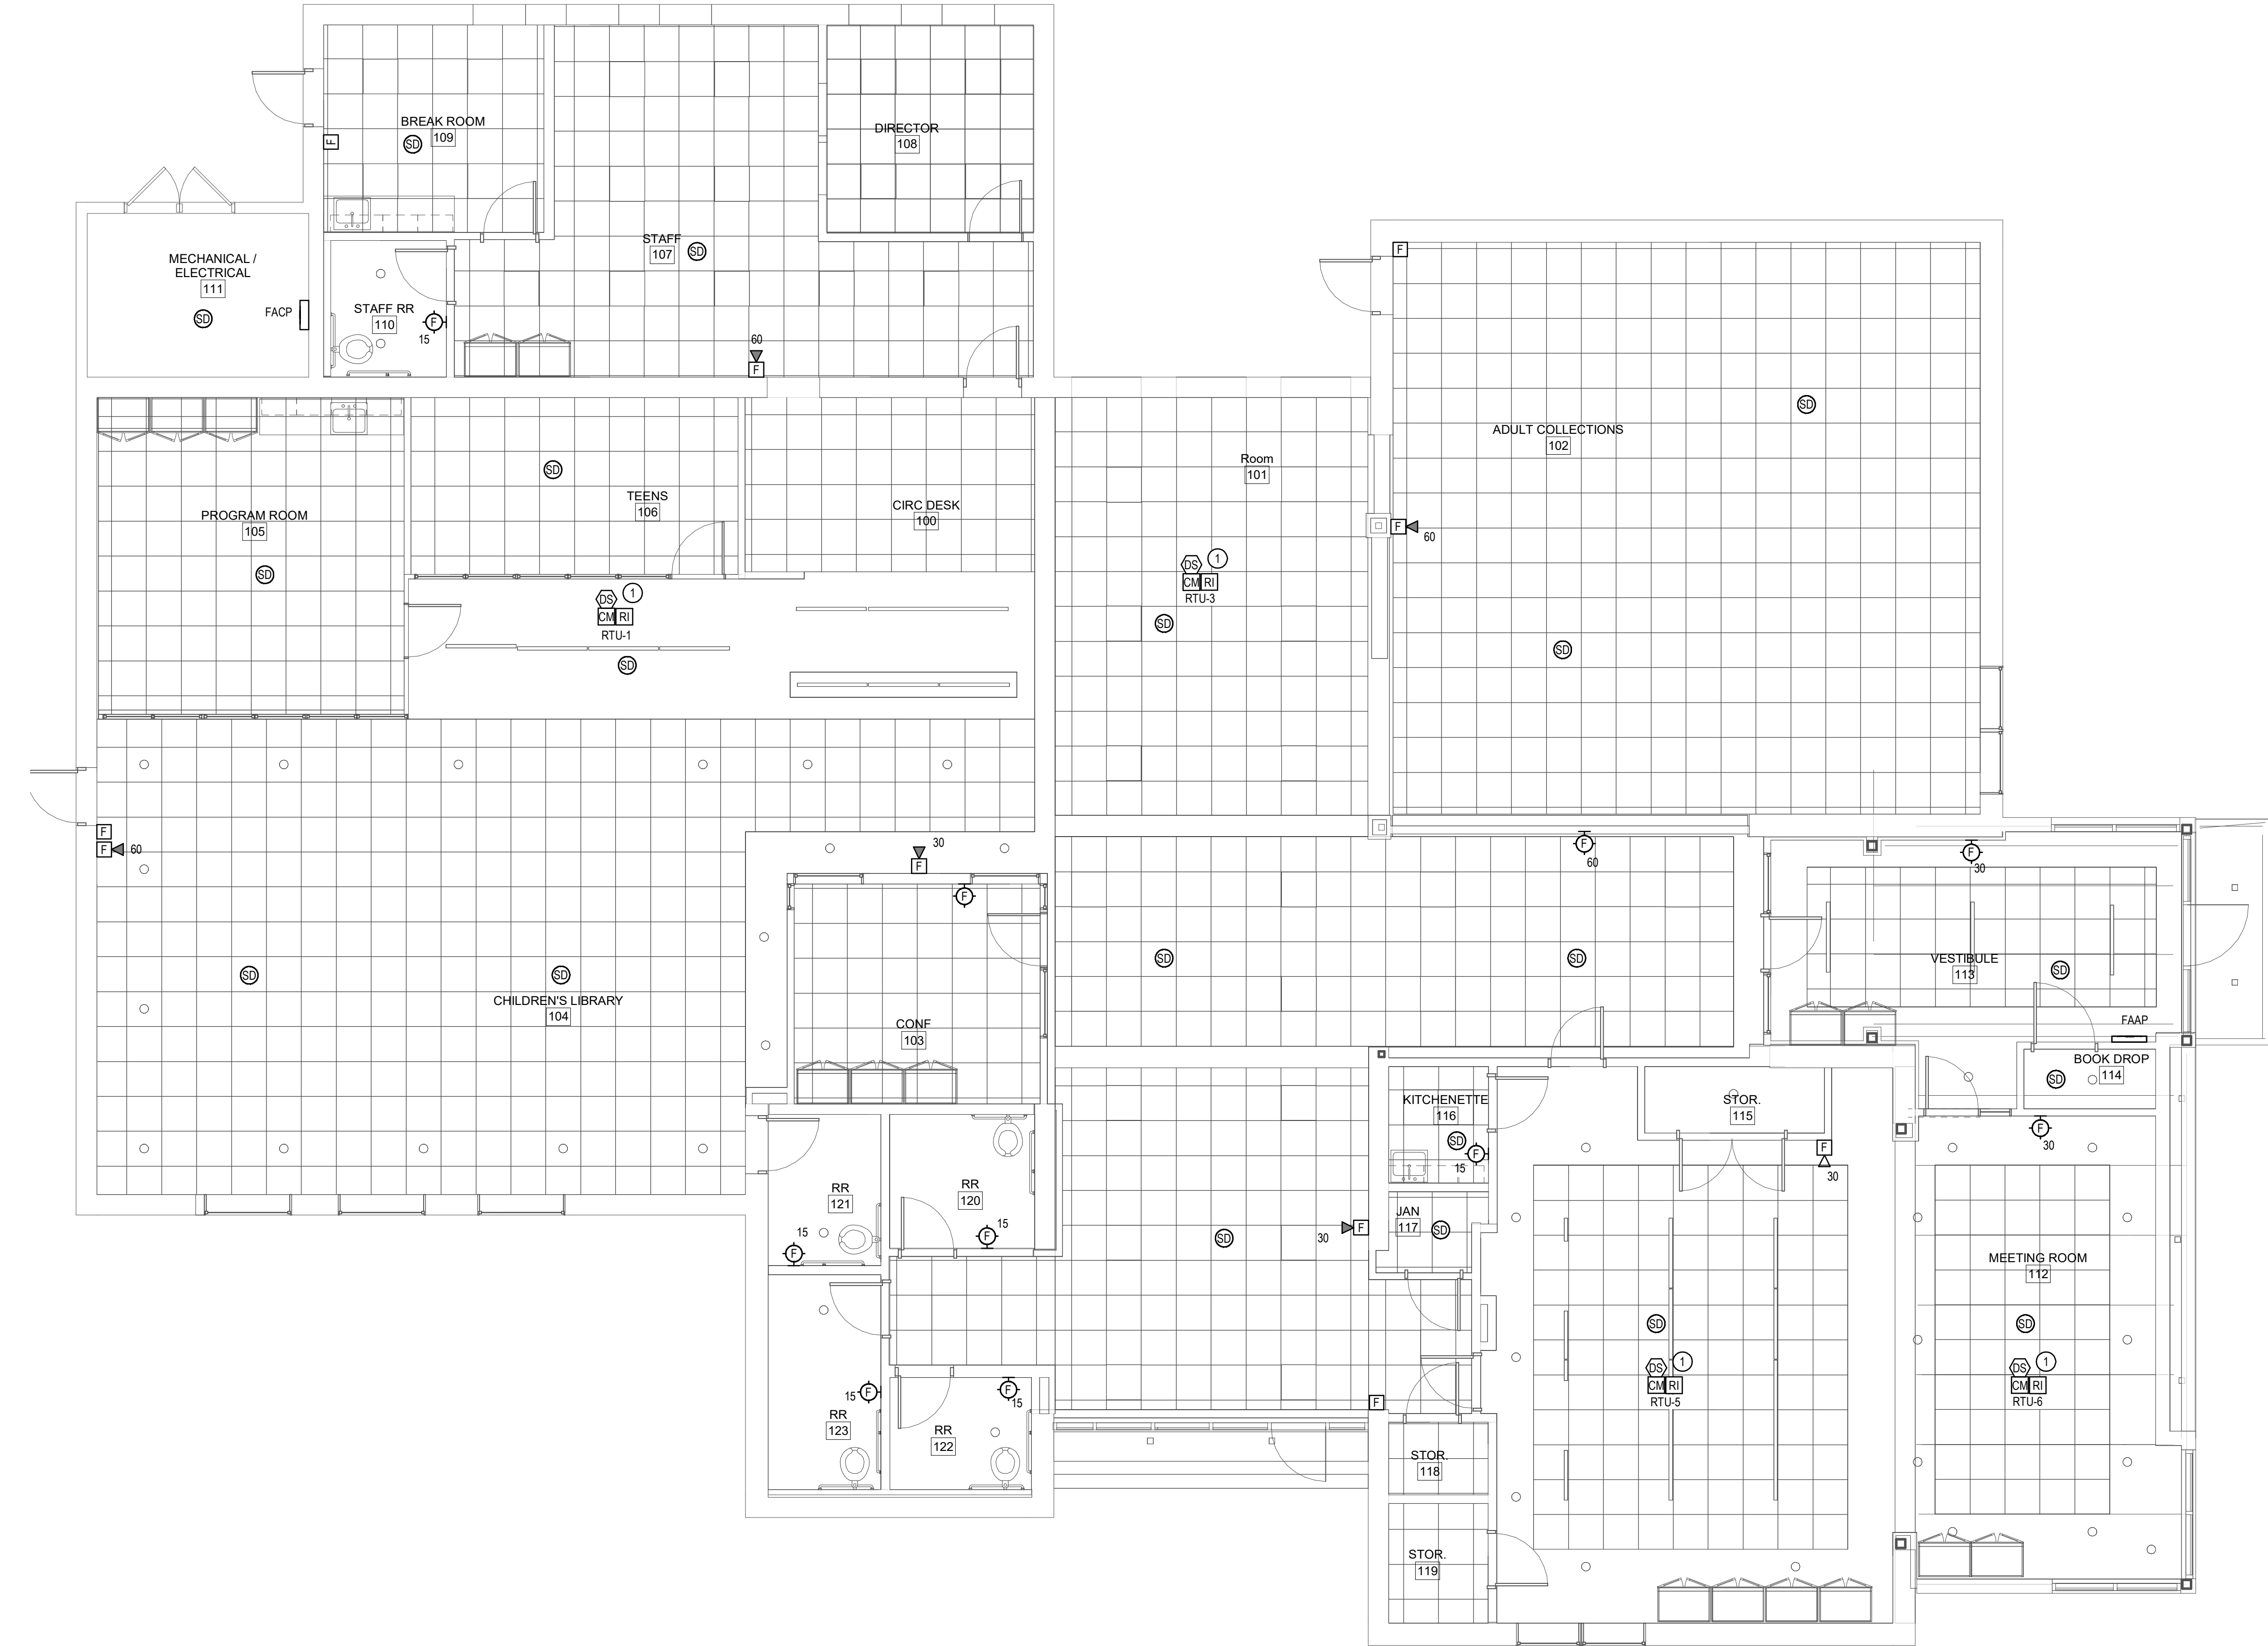 BREAK ROOM
109
SD
F
DIRECTOR
108
STAFF
107
SD
MECHANICAL /
ELECTRICAL
111
SD
FACP
STAFF RR
110
F
15
60
F
F
ADULT COLLECTIONS
102
SD
F
60
SD
Room
101
DS
1
CM
RI
RTU-3
SD
SD
TEENS
106
CIRC DESK
100
PROGRAM ROOM
105
SD
DS
1
CM
RI
RTU-1
SD
F
F
60
30
F
F
F
60
F
30
SD
SD
CHILDREN'S LIBRARY
104
CONF
103
SD
SD
VESTIBULE
113
SD
FAAP
BOOK DROP
114
SD
KITCHENETTE
116
SD
F
15
STOR.
115
F
30
F
30
RR
121
RR
120
15
F
15
F
SD
30
F
JAN
117
SD
MEETING ROOM
112
SD
SD
DS
1
CM
RI
RTU-5
DS
1
CM
RI
RTU-6
15
F
F
15
F
RR
123
RR
122
STOR.
118
STOR.
119